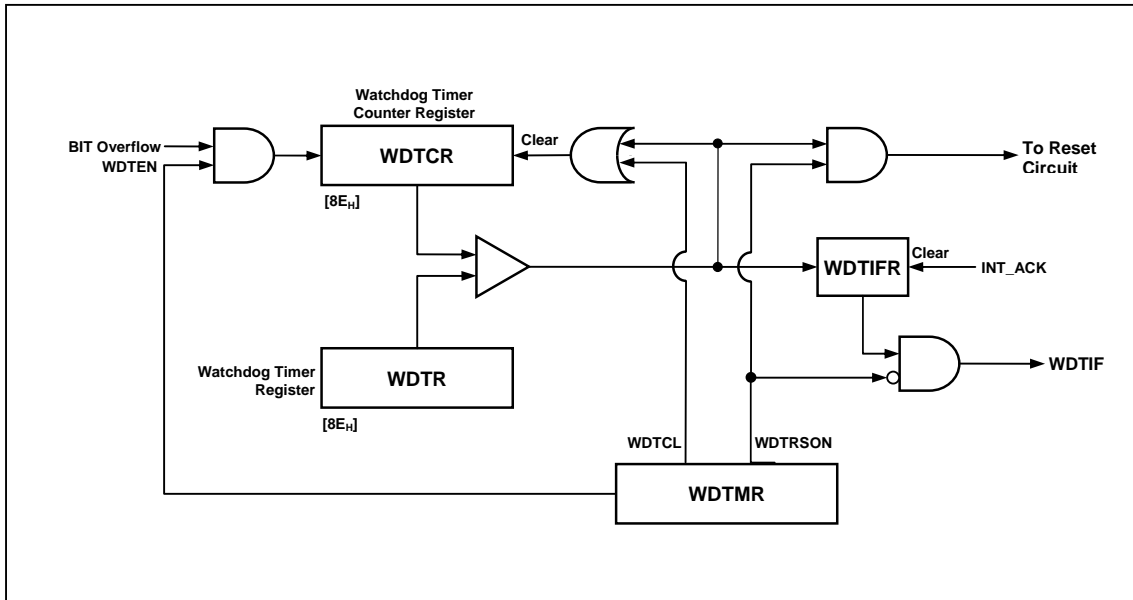 Watchdog Timer
Counter Register
BIT Overflow
WDTEN
WDTCR
Clear
To Reset
Circuit
[8EH]
WDTIFR
Clear
INT_ACK
Watchdog Timer
Register
WDTR
WDTIF
[8EH]
WDTCL
WDTRSON
WDTMR